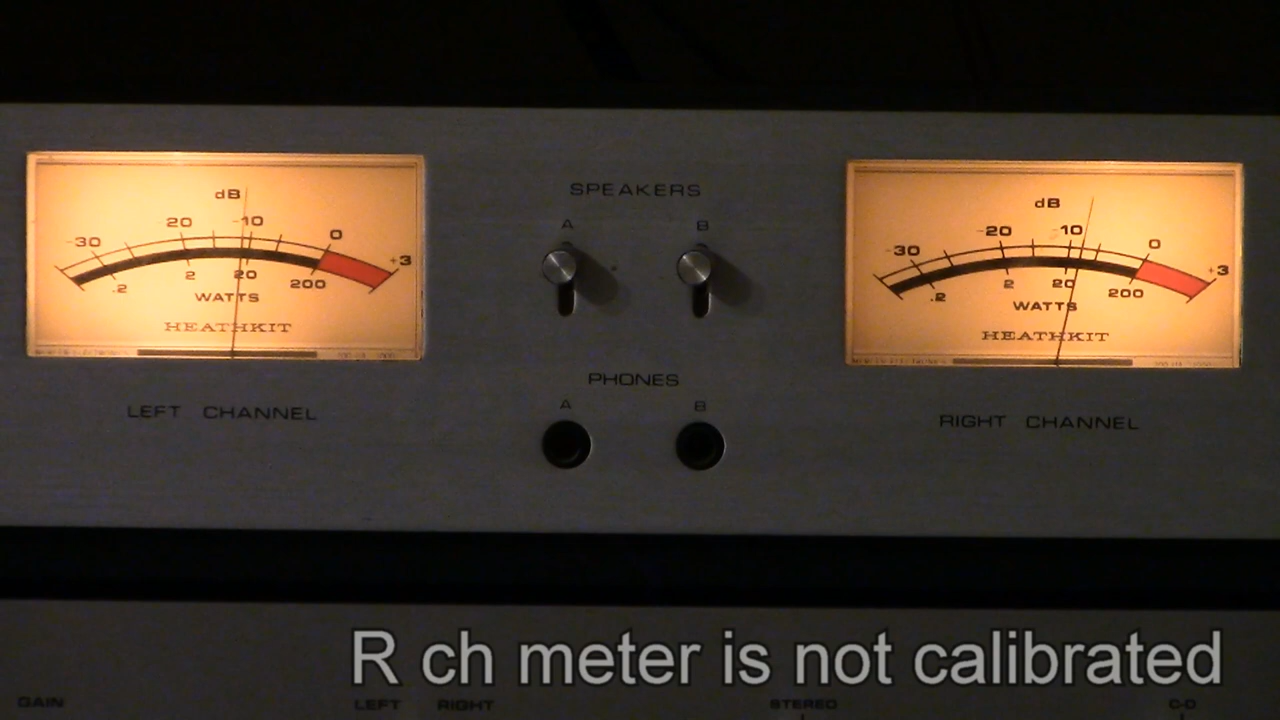 dB
20 -10 0
-30 +3
.2 2 20 200
WATTS
HEATHKIT
LEFT CHANNEL
SPEAKERS
A B
PHONES
A B
dB
-20 -10 0
-30 +3
.2 2 20 200
WATTS
HEATHKIT
RIGHT CHANNEL
R ch meter is not calibrated
GAIN LEFT RIGHT STEREO C-D